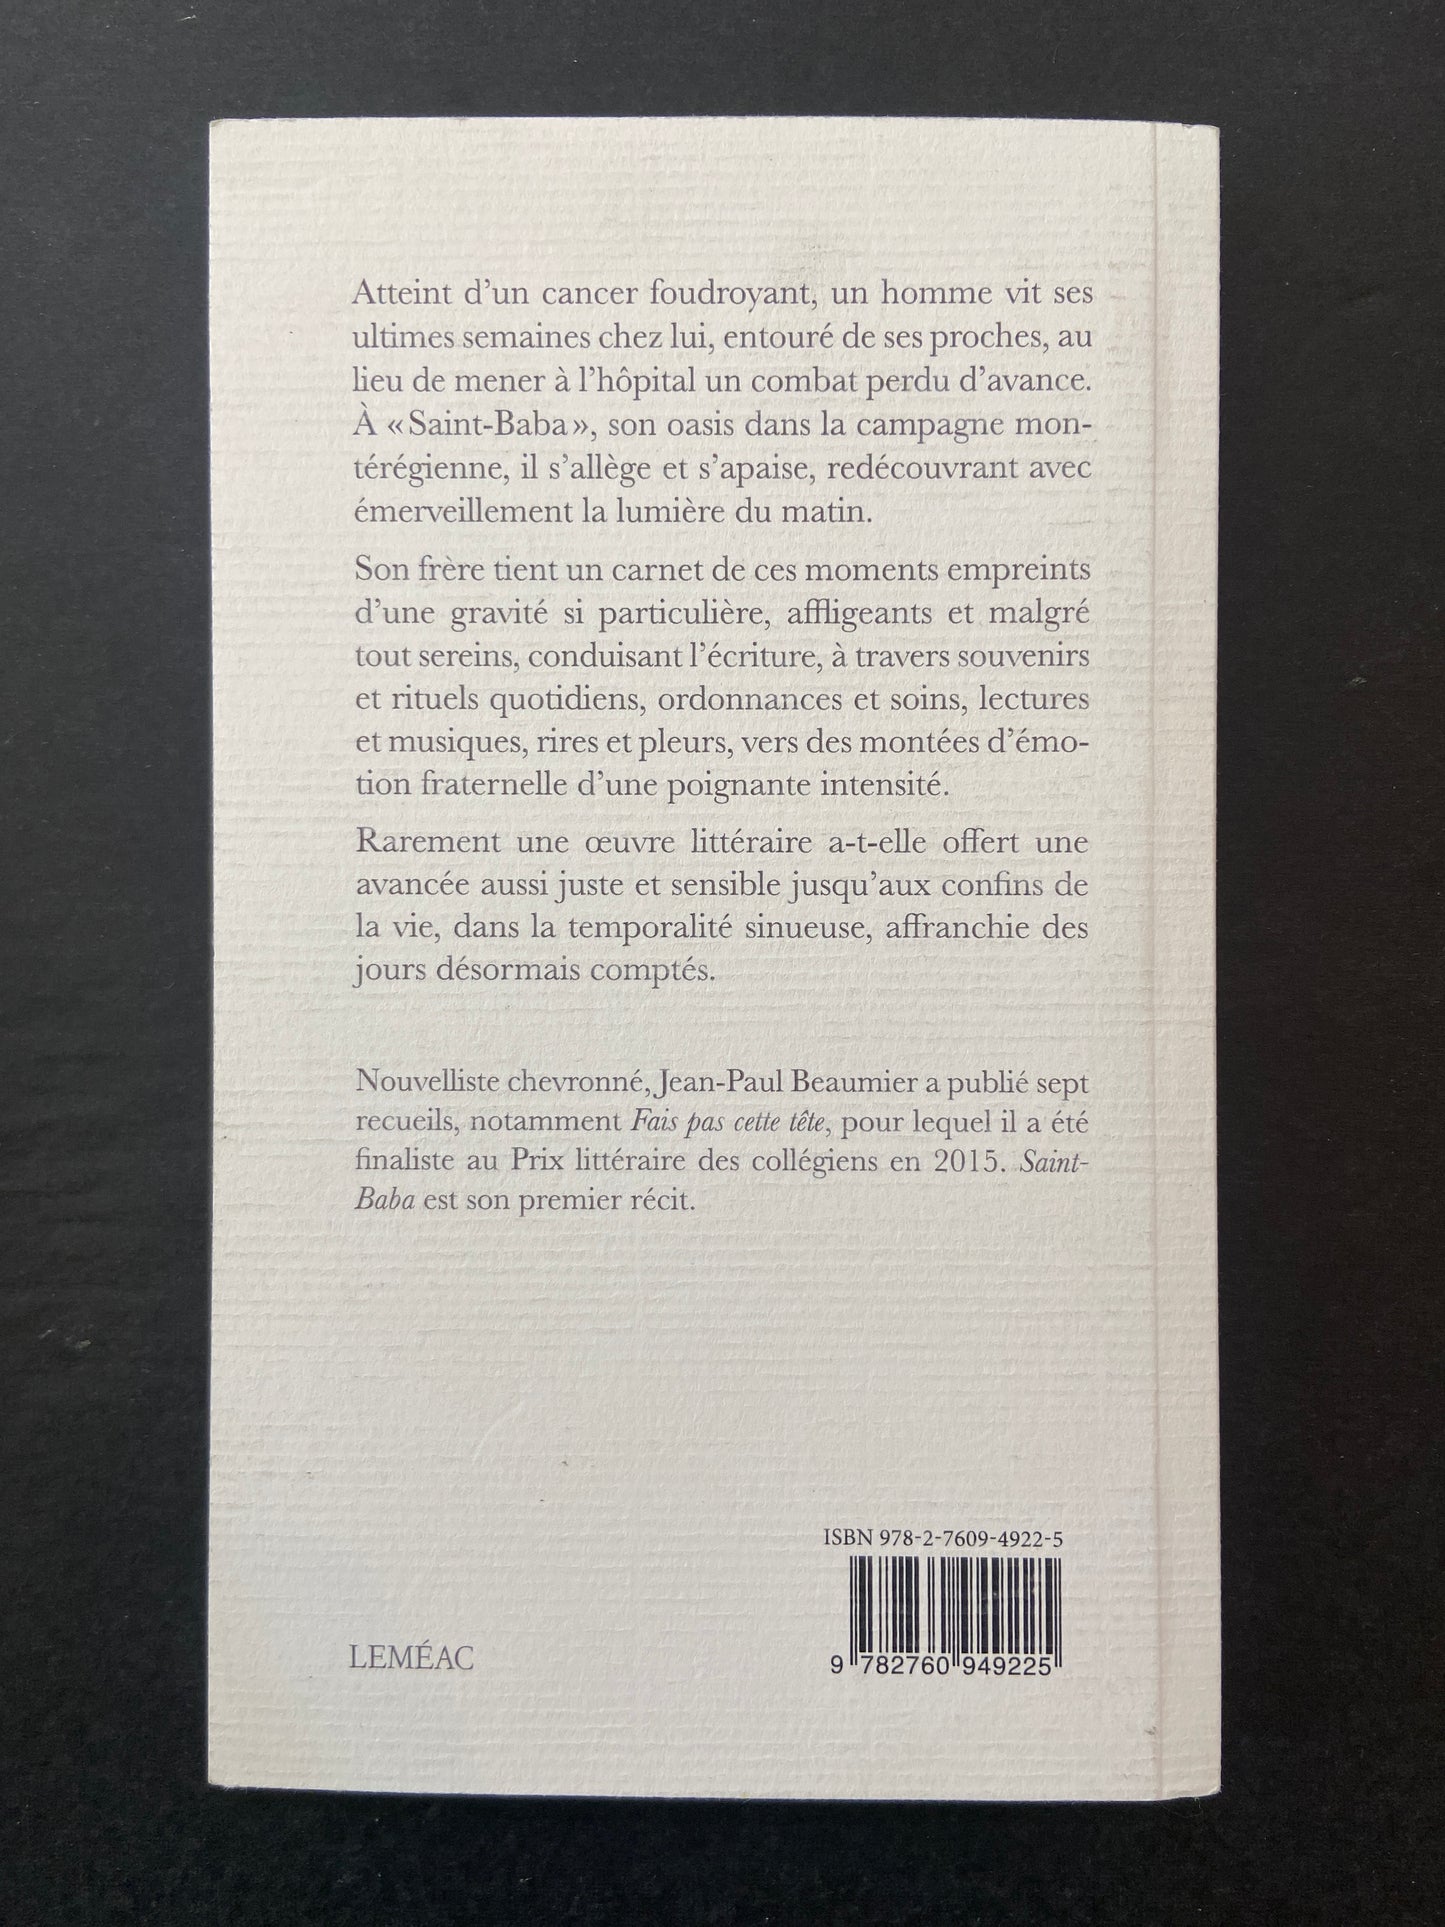 Atteint d’un cancer foudroyant, un homme vit ses
ultimes semaines chez lui, entouré de ses proches, au
lieu de mener à l’hôpital un combat perdu d’avance.
À « Saint-Baba », son oasis dans la campagne mon-
térégienne, il s’allège et s’apaise, redécouvrant avec
émerveillement la lumière du matin.
Son frère tient un carnet de ces moments empreints
d’une gravité si particulière, affligeants et malgré
tout sereins, conduisant l’écriture, à travers souvenirs
et rituels quotidiens, ordonnances et soins, lectures
et musiques, rires et pleurs, vers des montées d’émo-
tion fraternelle d’une poignante intensité.
Rarement une œuvre littéraire a-t-elle offert une
avancée aussi juste et sensible jusqu’aux confins de
la vie, dans la temporalité sinueuse, affranchie des
jours désormais comptés.
Nouvelliste chevronné, Jean-Paul Beaumier a publié sept
recueils, notamment Fais pas cette tête, pour lequel il a été
finaliste au Prix littéraire des collégiens en 2015. Saint-
Baba est son premier récit.
ISBN 978-2-7609-4922-5
9 782760 949225
LEMÉAC